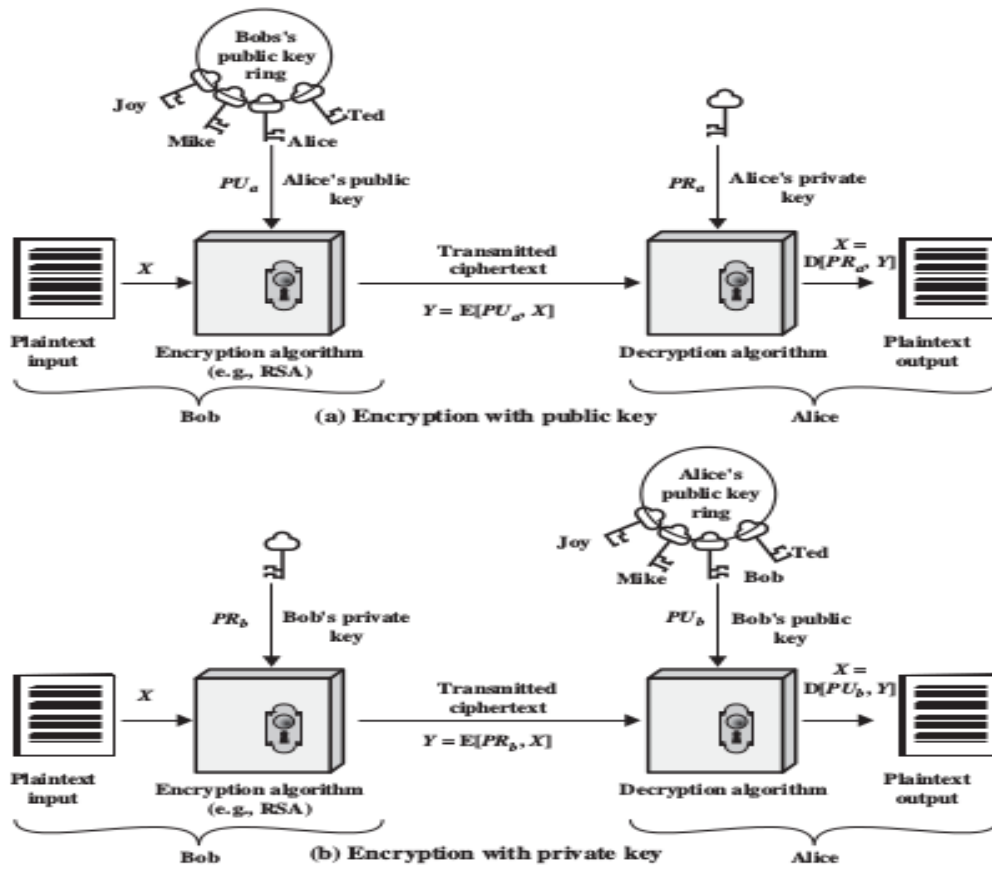 Bobs's
public key
ring
Joy
Ted
Mike
Alice
PUa
Alice's public
key
PRa
Alice's private
key
X
Transmitted
ciphertext
X =
D[PRa, Y]
Y = E[PUa, X]
Plaintext
input
Encryption algorithm
(e.g., RSA)
Decryption algorithm
Plaintext
output
Bob
(a) Encryption with public key
Alice
Alice's
public key
ring
Joy
Ted
Mike
Bob
PRb
Bob's private
key
PUb
Bob's public
key
X
Transmitted
ciphertext
X =
D[PUb, Y]
Y = E[PRb, X]
Plaintext
input
Encryption algorithm
(e.g., RSA)
Decryption algorithm
Plaintext
output
Bob
(b) Encryption with private key
Alice